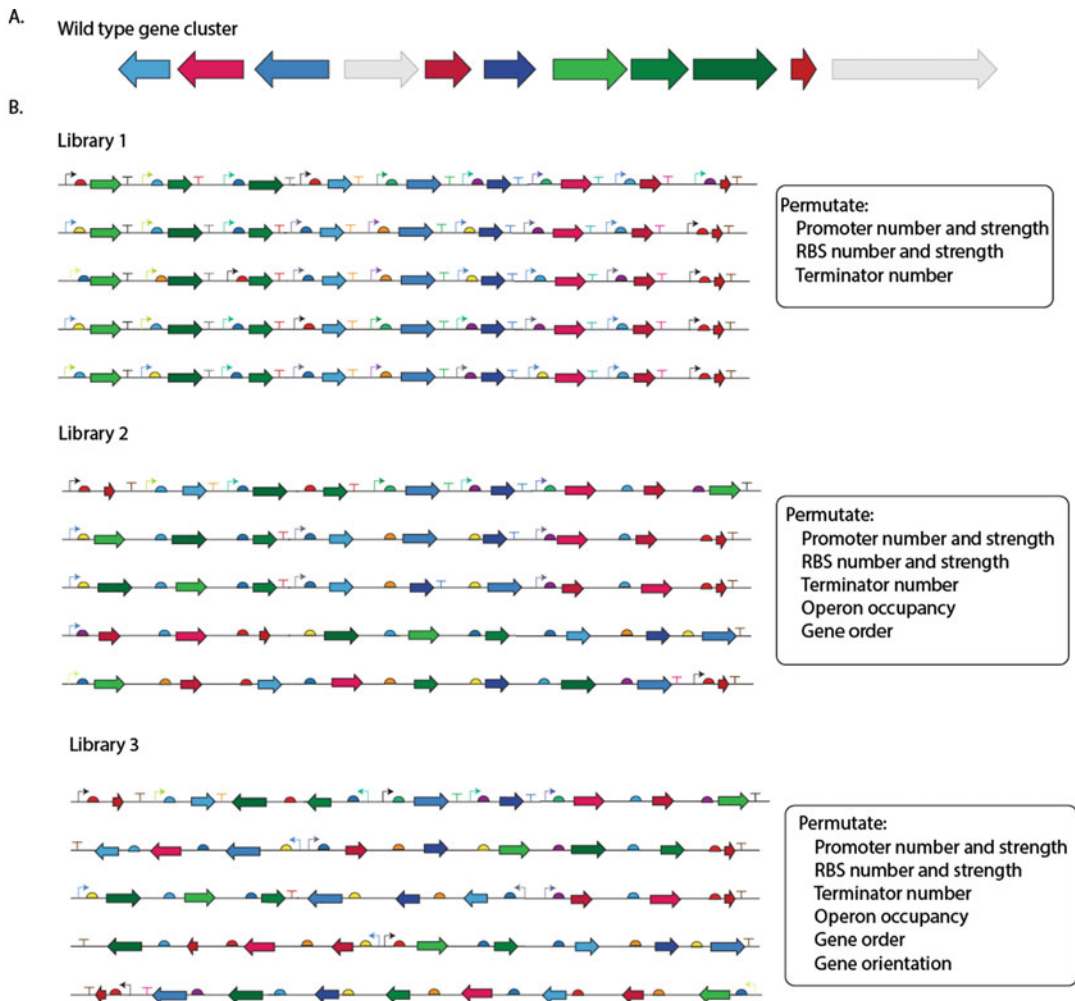 A.
Wild type gene cluster
B.
Library 1
Permutate:
Promoter number and strength
RBS number and strength
Terminator number
Library 2
Permutate:
Promoter number and strength
RBS number and strength
Terminator number
Operon occupancy
Gene order
Library 3
Permutate:
Promoter number and strength
RBS number and strength
Terminator number
Operon occupancy
Gene order
Gene orientation